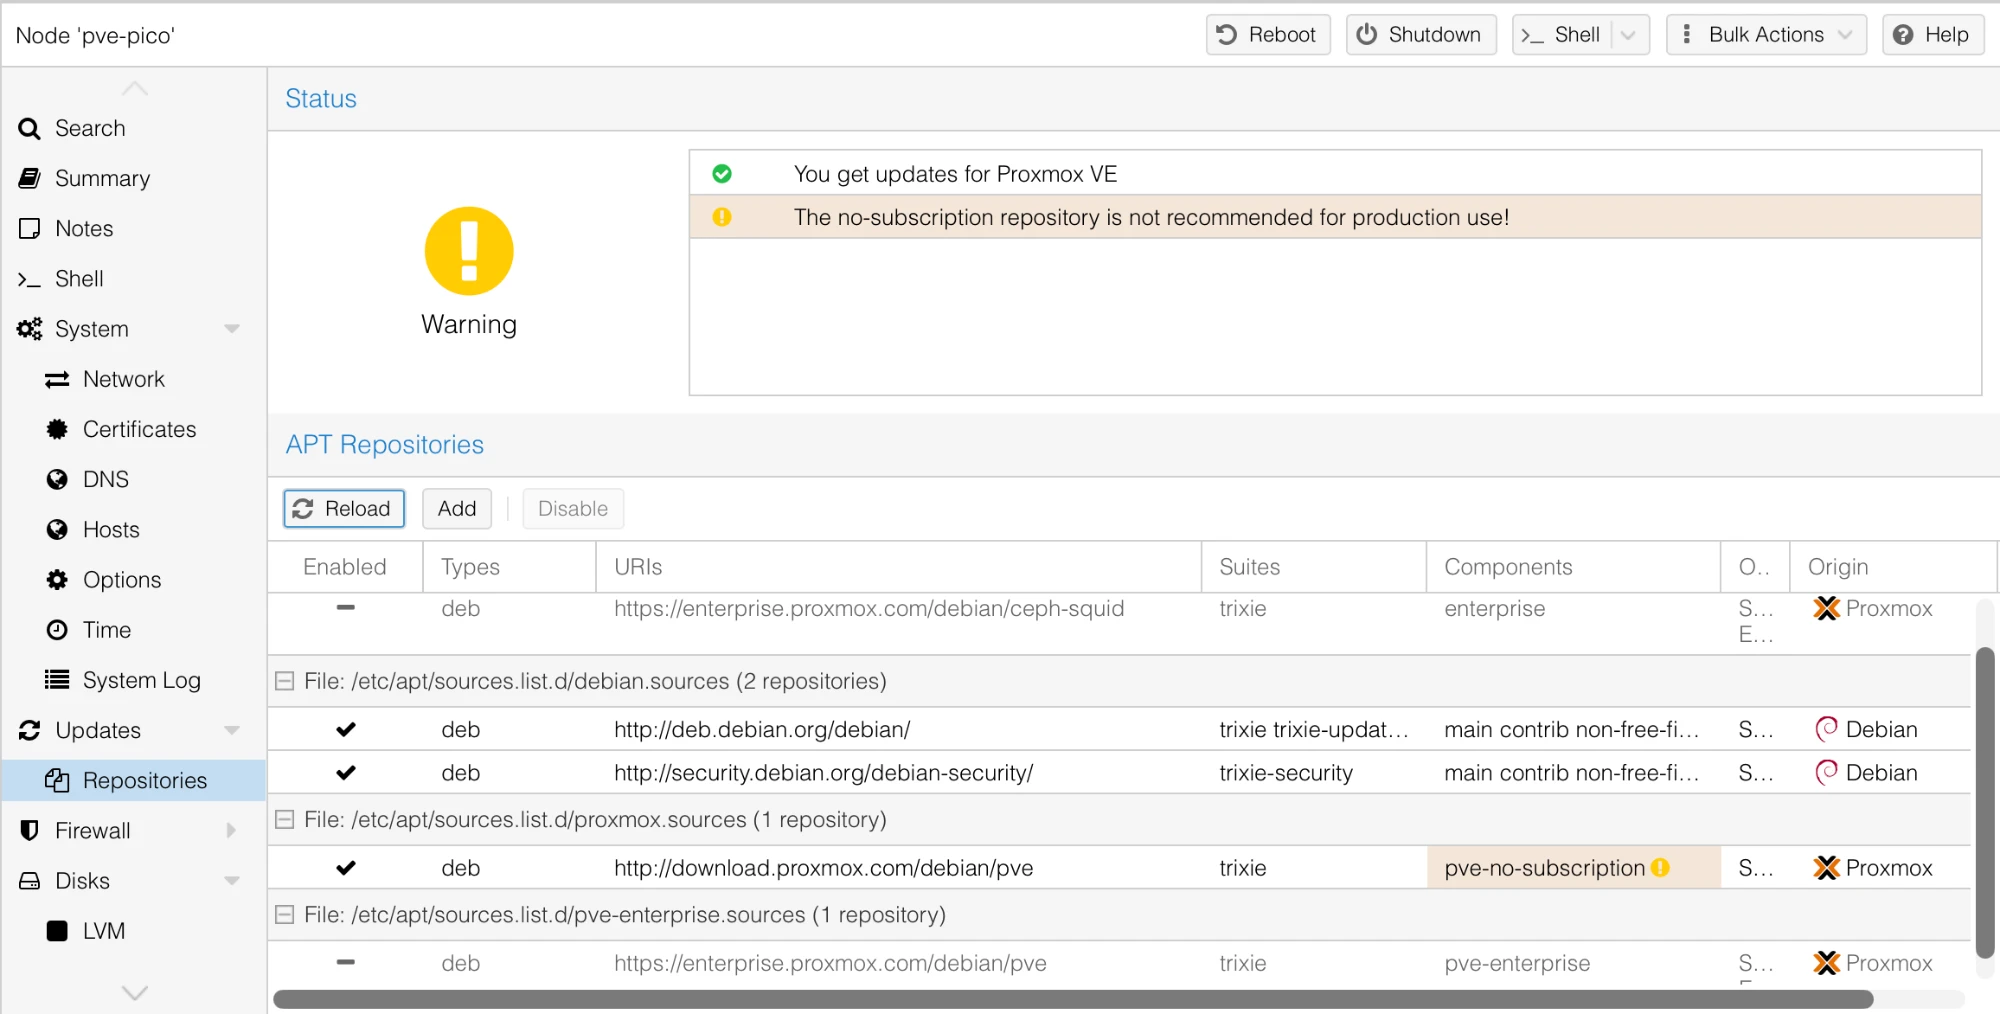 Node 'pve-pico'
Reboot
Shutdown
Shell
Bulk Actions
Help
Search
Summary
Notes
Shell
System
Network
Certificates
DNS
Hosts
Options
Time
System Log
Updates
Repositories
Firewall
Disks
LVM
Status
Warning
You get updates for Proxmox VE
The no-subscription repository is not recommended for production use!
APT Repositories
Reload Add Disable
Enabled Types URIs Suites Components O.. Origin
deb https://enterprise.proxmox.com/debian/ceph-squid trixie enterprise S... Proxmox
E...
File: /etc/apt/sources.list.d/debian.sources (2 repositories)
deb http://deb.debian.org/debian/ trixie trixie-updat... main contrib non-free-fi... S... Debian
deb http://security.debian.org/debian-security/ trixie-security main contrib non-free-fi... S... Debian
File: /etc/apt/sources.list.d/proxmox.sources (1 repository)
deb http://download.proxmox.com/debian/pve trixie pve-no-subscription S... Proxmox
File: /etc/apt/sources.list.d/pve-enterprise.sources (1 repository)
deb https://enterprise.proxmox.com/debian/pve trixie pve-enterprise S... Proxmox